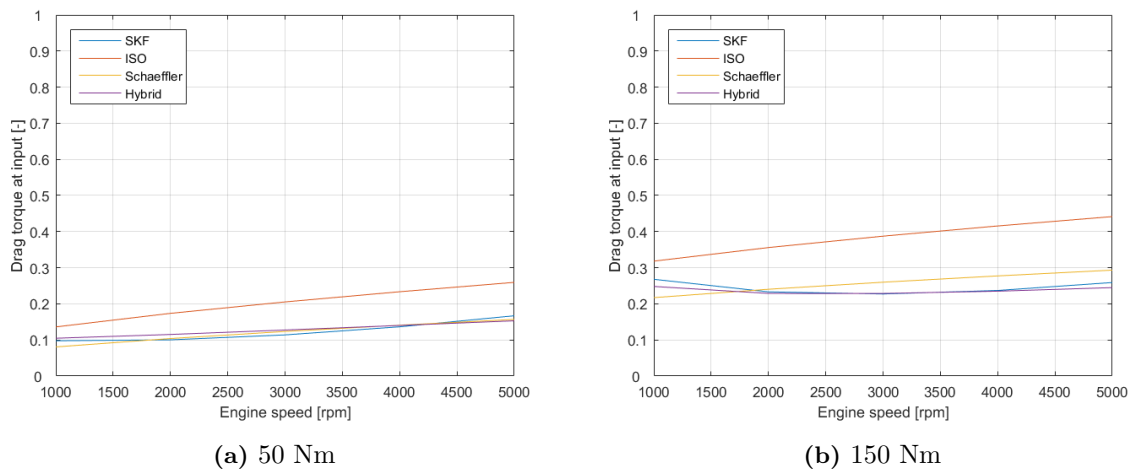 1
0.9
0.8
0.7
0.6
0.5
0.4
0.3
0.2
0.1
0
Drag torque at input [-]
SKF
ISO
Schaeffler
Hybrid
1000 1500 2000 2500 3000 3500 4000 4500 5000
Engine speed [rpm]
(a) 50 Nm
1
0.9
0.8
0.7
0.6
0.5
0.4
0.3
0.2
0.1
0
Drag torque at input [-]
SKF
ISO
Schaeffler
Hybrid
1000 1500 2000 2500 3000 3500 4000 4500 5000
Engine speed [rpm]
(b) 150 Nm